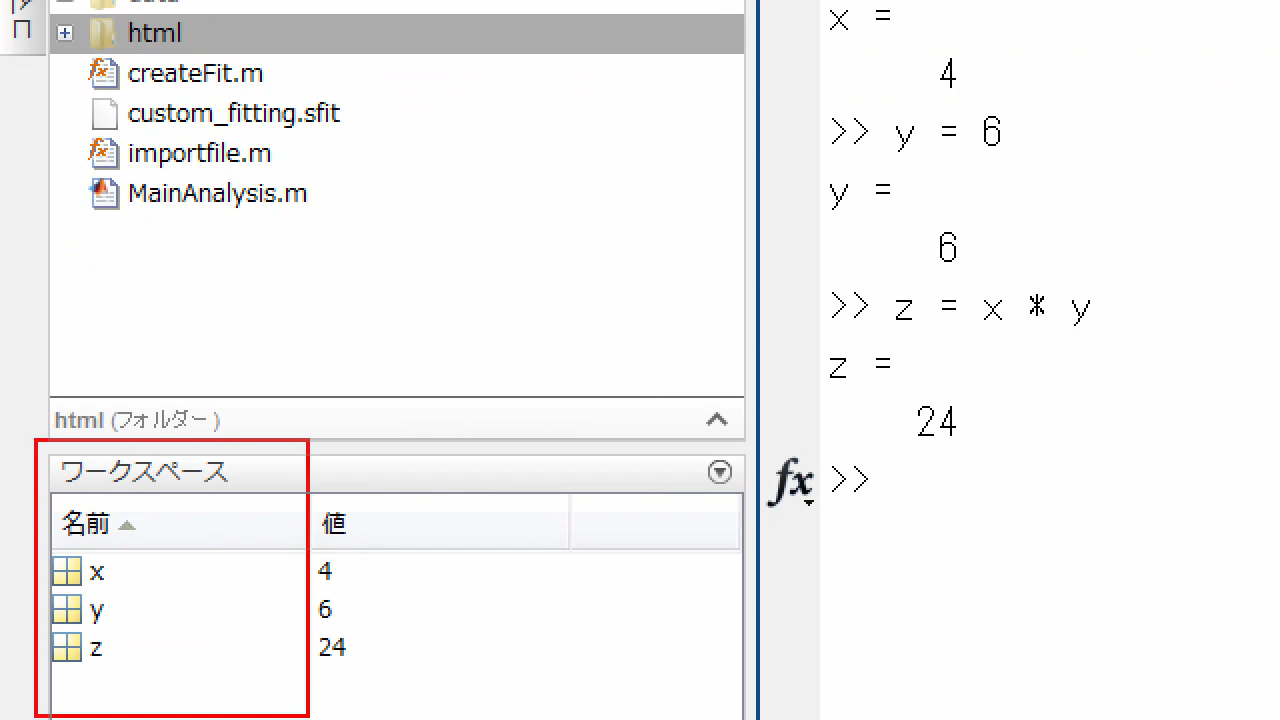 html
createFit.m
custom_fitting.sfit
importfile.m
MainAnalysis.m
html (フォルダー)
ワークスペース
名前 値
x 4
y 6
z 24
x =
4
>> y = 6
y =
6
>> z = x * y
z =
24
fx >>